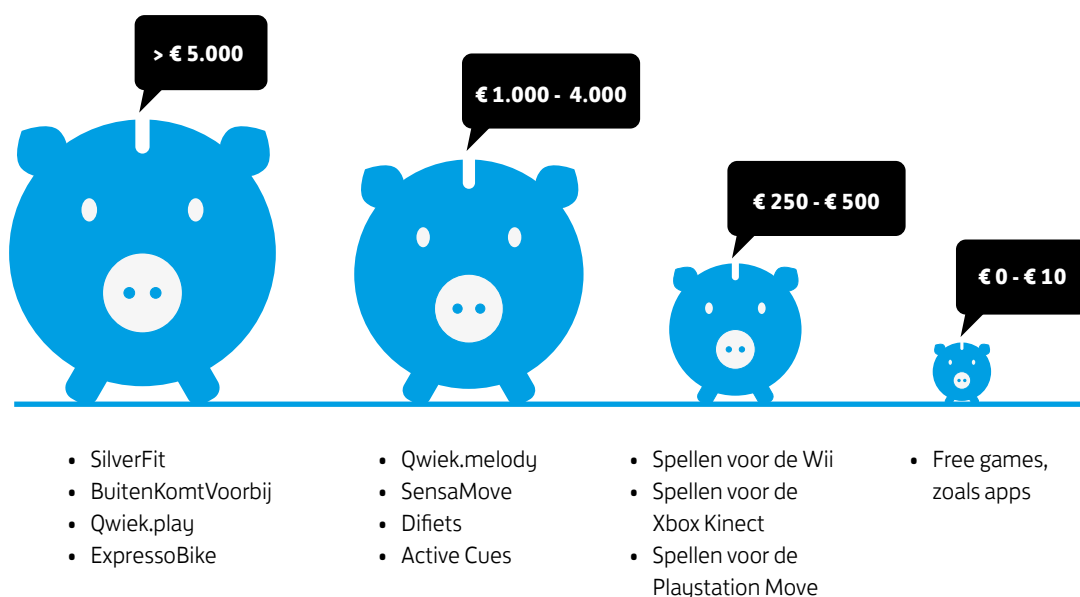 > € 5.000
€ 1.000 - 4.000
€ 250 - € 500
€ 0 - € 10
• SilverFit
• BuitenKomtVoorbij
• Qwiek.play
• ExpressoBike
• Qwiek.melody
• SensaMove
• Difiets
• Active Cues
• Spellen voor de Wii
• Spellen voor de
Xbox Kinect
• Spellen voor de
Playstation Move
• Free games,
zoals apps